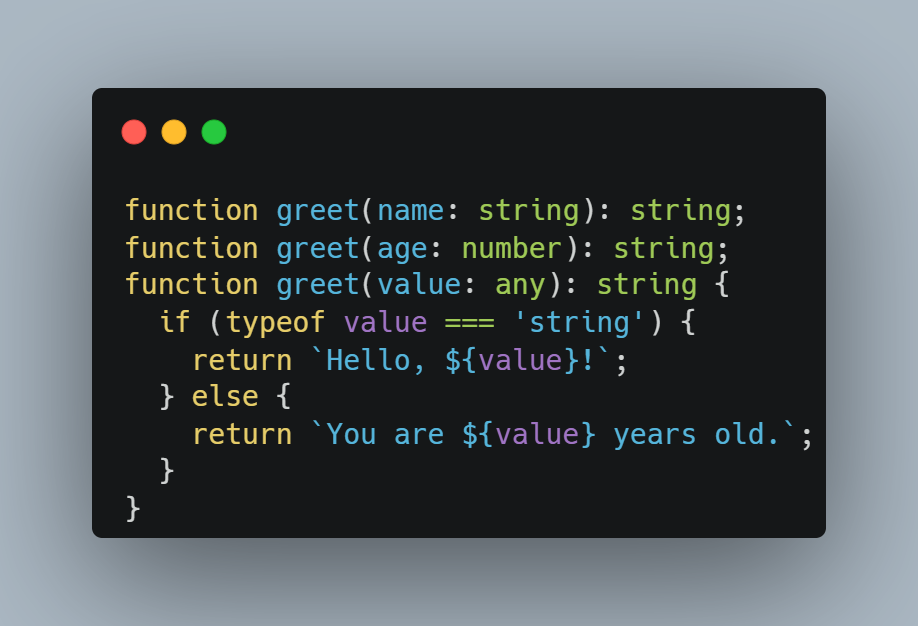 function greet(name: string): string;
function greet(age: number): string;
function greet(value: any): string {
  if (typeof value === 'string') {
    return `Hello, ${value}!`;
  } else {
    return `You are ${value} years old.`;
  }
}